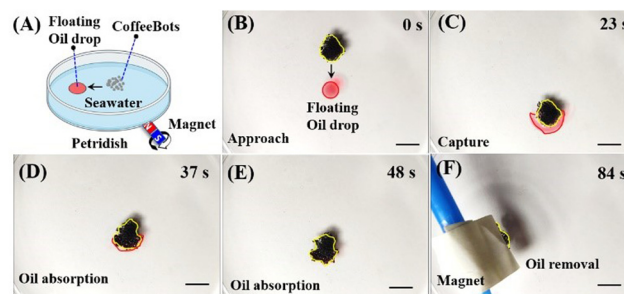 (A)
Floating
Oil drop
CoffeeBots
Seawater
Magnet
Petridish
N
S
(B)
0 s
Floating
Oil drop
Approach
(C)
23 s
Capture
(D)
37 s
Oil absorption
(E)
48 s
Oil absorption
(F)
84 s
Oil removal
Magnet